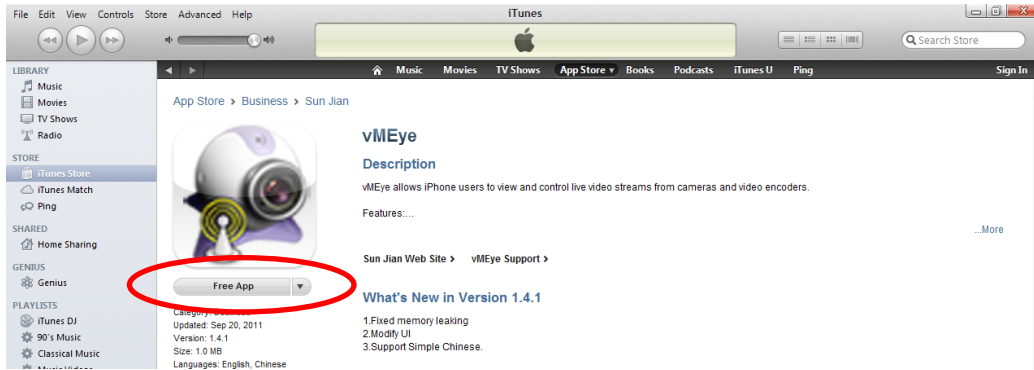 iTunes
File Edit View Controls Store Advanced Help
Search Store
LIBRARY
Music
Movies
TV Shows
Radio
STORE
iTunes Store
iTunes Match
Ping
SHARED
Home Sharing
GENIUS
Genius
PLAYLISTS
iTunes DJ
90's Music
Classical Music
Music Videos
Music Movies TV Shows App Store Books Podcasts iTunes U Ping Sign In
App Store > Business > Sun Jian
Free App
Category: Business
Updated: Sep 20, 2011
Version: 1.4.1
Size: 1.0 MB
Languages: English, Chinese
vMEye
Description
vMEye allows iPhone users to view and control live video streams from cameras and video encoders.
Features:...
...More
Sun Jian Web Site > vMEye Support >
What's New in Version 1.4.1
1.Fixed memory leaking
2.Modify UI
3.Support Simple Chinese.